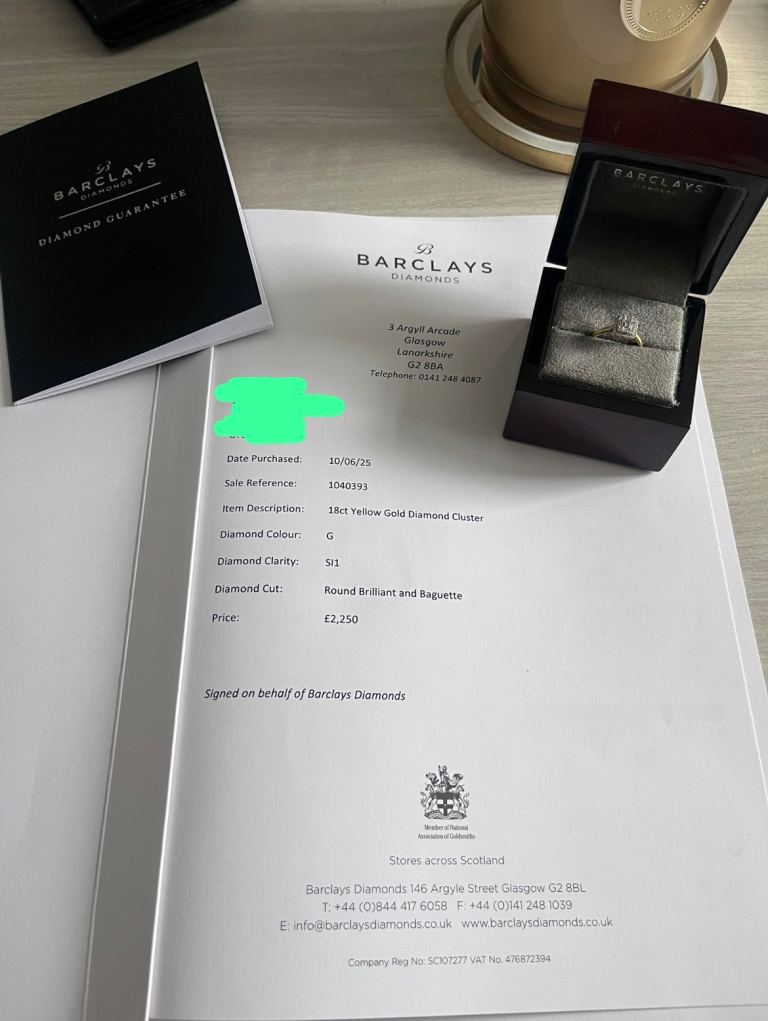 B
BARCLAYS
DIAMONDS
DIAMOND GUARANTEE
BARCLAYS
DIAMONDS
B
BARCLAYS
DIAMONDS
3 Argyll Arcade
Glasgow
Lanarkshire
G2 8BA
Telephone: 0141 248 4087
Date Purchased: 10/06/25
Sale Reference: 1040393
Item Description: 18ct Yellow Gold Diamond Cluster
Diamond Colour: G
Diamond Clarity: SI1
Diamond Cut: Round Brilliant and Baguette
Price: £2,250
Signed on behalf of Barclays Diamonds
Member of National
Association of Goldsmiths
Stores across Scotland
Barclays Diamonds 146 Argyle Street Glasgow G2 8BL
T: +44 (0)844 417 6058 F: +44 (0)141 248 1039
E: info@barclaysdiamonds.co.uk www.barclaysdiamonds.co.uk
Company Reg No: SC107277 VAT No. 476872394